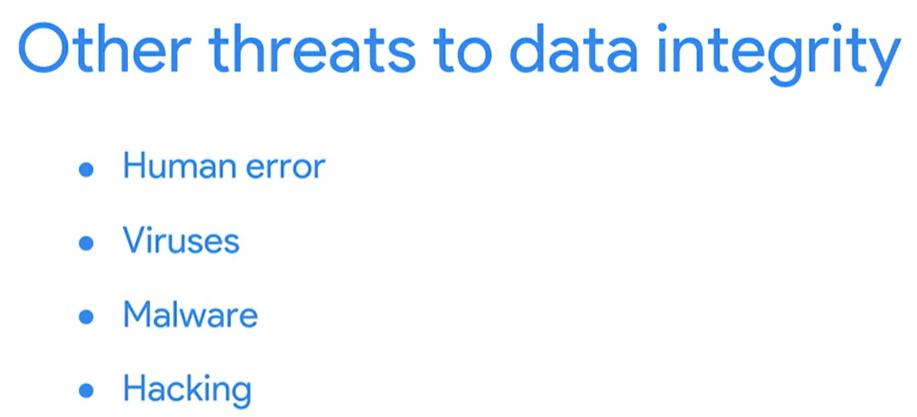 Other threats to data integrity
• Human error
• Viruses
• Malware
• Hacking